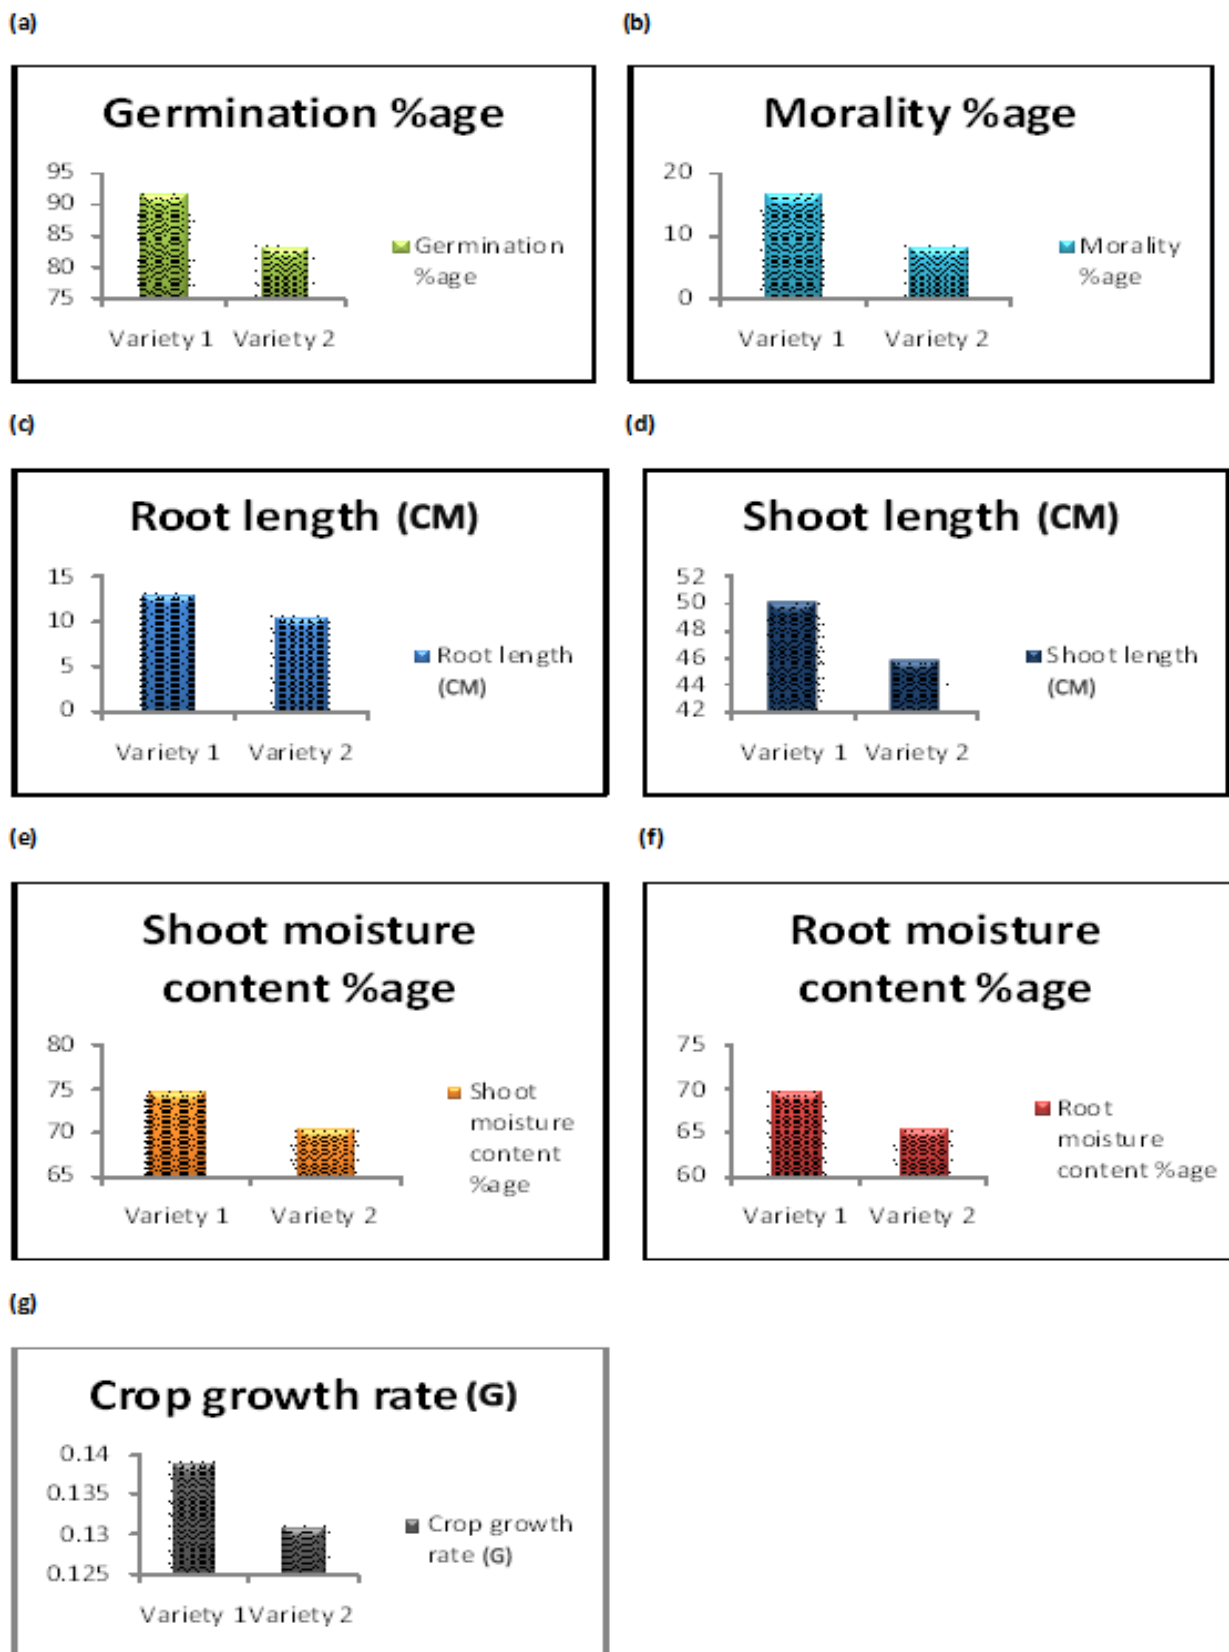 (a)
(b)
Germination %age
95
90
85
80
75
Variety 1 Variety 2
Germination
%age
Morality %age
20
10
0
Variety 1 Variety 2
Morality
%age
(c)
(d)
Root length (CM)
15
10
5
0
Variety 1 Variety 2
Root length
(CM)
Shoot length (CM)
52
50
48
46
44
42
Variety 1 Variety 2
Shoot length
(CM)
(e)
(f)
Shoot moisture
content %age
80
75
70
65
Variety 1 Variety 2
Shoot
moisture
content
%age
Root moisture
content %age
75
70
65
60
Variety 1 Variety 2
Root
moisture
content %age
(g)
Crop growth rate (G)
0.14
0.135
0.13
0.125
Variety 1 Variety 2
Crop growth
rate (G)